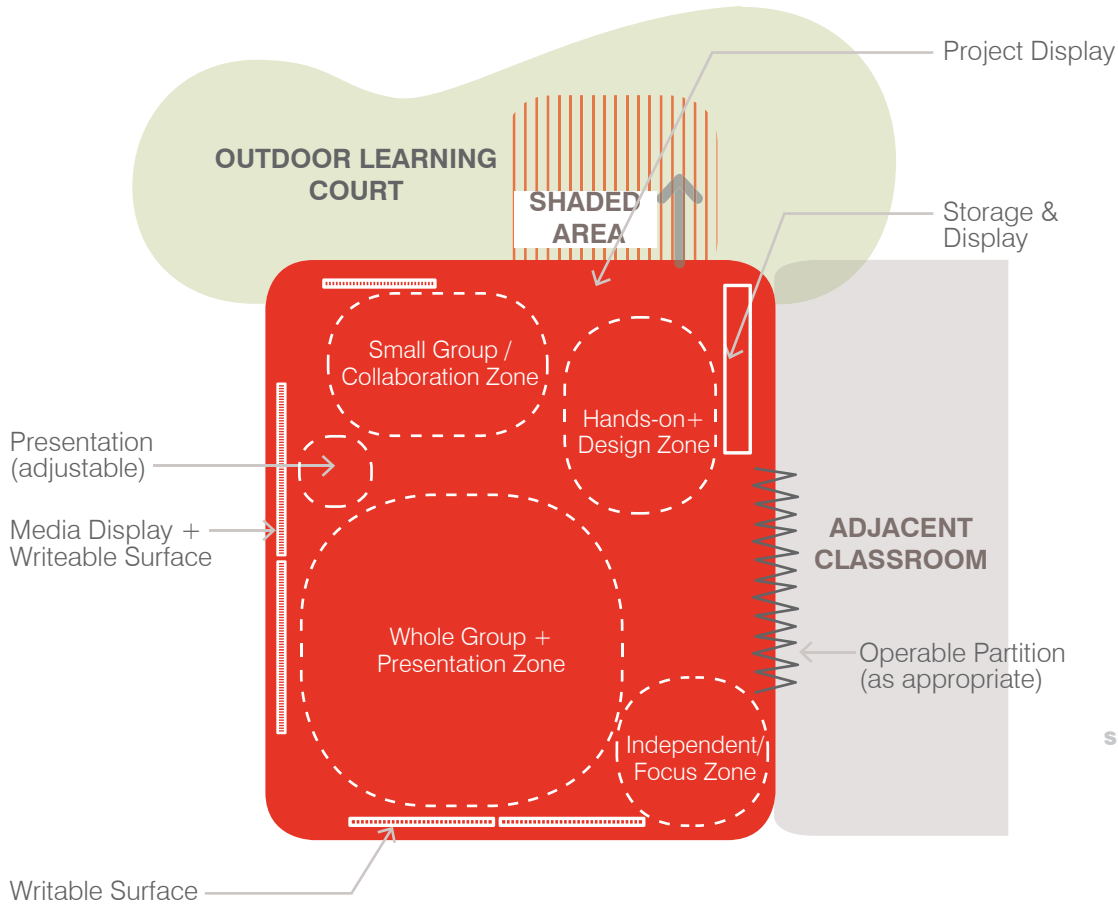 Project Display
OUTDOOR LEARNING
COURT
SHADED
AREA
Storage &
Display
Small Group /
Collaboration Zone
Hands-on+
Design Zone
Presentation
(adjustable)
Media Display +
Writeable Surface
ADJACENT
CLASSROOM
Whole Group +
Presentation Zone
Operable Partition
(as appropriate)
s
Independent/
Focus Zone
Writable Surface